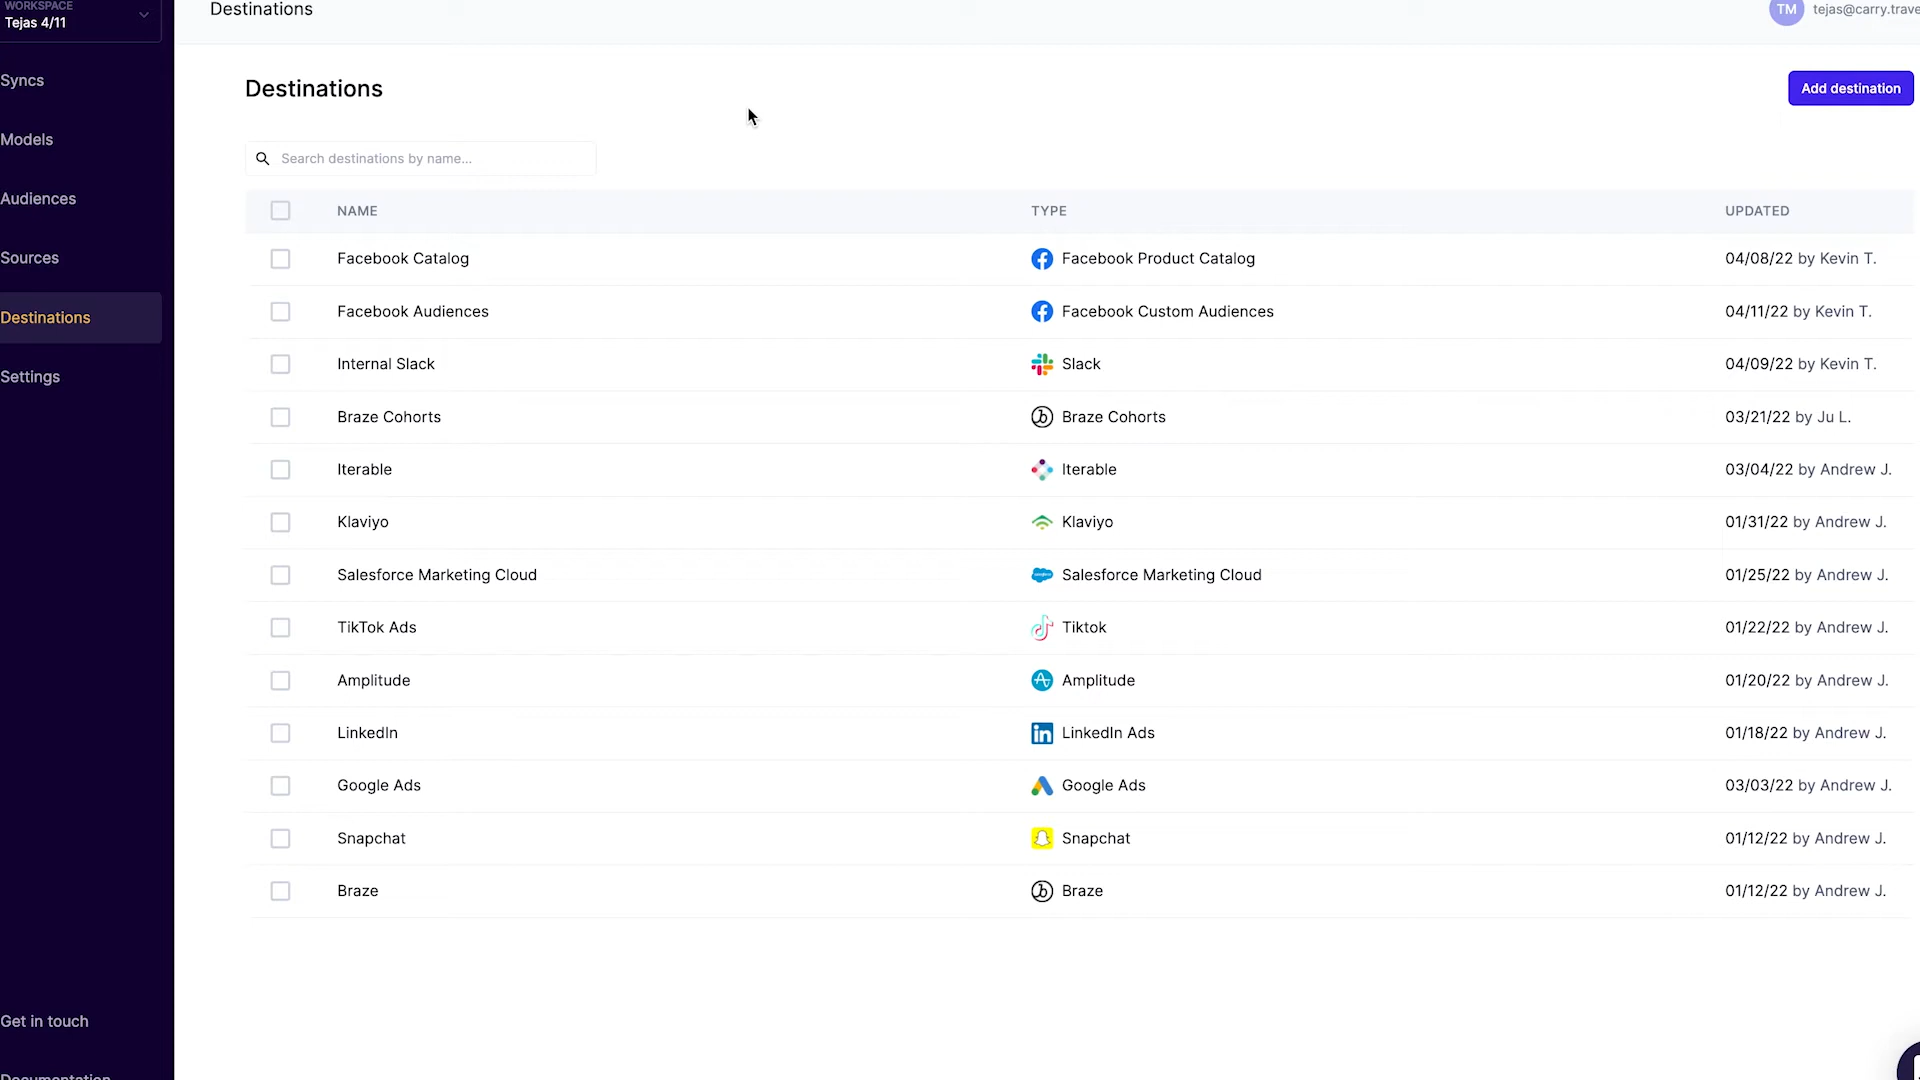 WORKSPACE
Tejas 4/11
Destinations
TM tejas@carry.trave
Syncs
Models
Audiences
Sources
Destinations
Settings
Get in touch
Documentation
Destinations
Add destination
Search destinations by name...
NAME TYPE UPDATED
Facebook Catalog Facebook Product Catalog 04/08/22 by Kevin T.
Facebook Audiences Facebook Custom Audiences 04/11/22 by Kevin T.
Internal Slack Slack 04/09/22 by Kevin T.
Braze Cohorts Braze Cohorts 03/21/22 by Ju L.
Iterable Iterable 03/04/22 by Andrew J.
Klaviyo Klaviyo 01/31/22 by Andrew J.
Salesforce Marketing Cloud Salesforce Marketing Cloud 01/25/22 by Andrew J.
TikTok Ads Tiktok 01/22/22 by Andrew J.
Amplitude Amplitude 01/20/22 by Andrew J.
LinkedIn LinkedIn Ads 01/18/22 by Andrew J.
Google Ads Google Ads 03/03/22 by Andrew J.
Snapchat Snapchat 01/12/22 by Andrew J.
Braze Braze 01/12/22 by Andrew J.